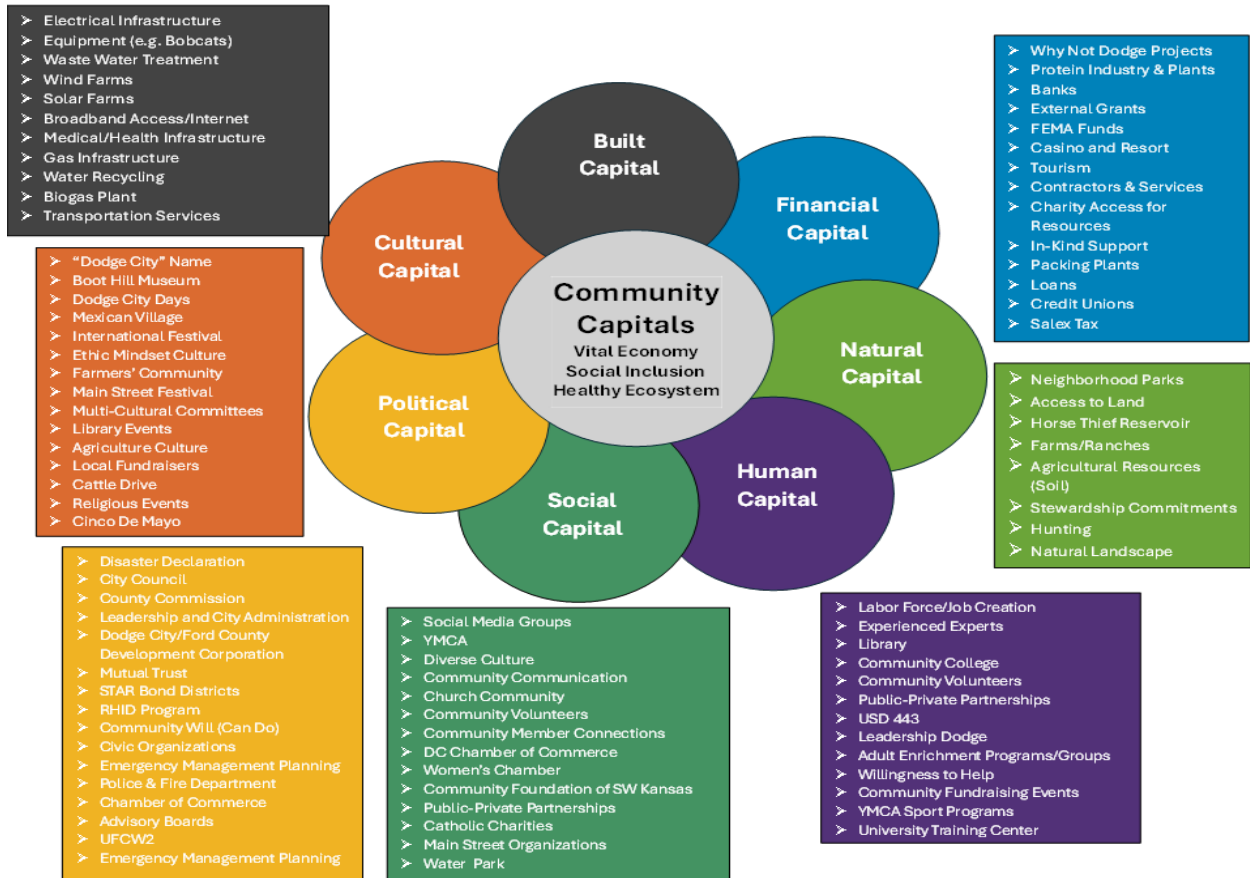 ➢ Electrical Infrastructure
➢ Equipment (e.g. Bobcats)
➢ Waste Water Treatment
➢ Wind Farms
➢ Solar Farms
➢ Broadband Access/Internet
➢ Medical/Health Infrastructure
➢ Gas Infrastructure
➢ Water Recycling
➢ Biogas Plant
➢ Transportation Services
➢ Why Not Dodge Projects
➢ Protein Industry & Plants
➢ Banks
➢ External Grants
➢ FEMA Funds
➢ Casino and Resort
➢ Tourism
➢ Contractors & Services
➢ Charity Access for
Resources
➢ In-Kind Support
➢ Packing Plants
➢ Loans
➢ Credit Unions
➢ Salex Tax
Built
Capital
Financial
Capital
Cultural
Capital
Community
Capitals
Vital Economy
Social Inclusion
Healthy Ecosystem
Natural
Capital
Political
Capital
Human
Capital
Social
Capital
➢ “Dodge City” Name
➢ Boot Hill Museum
➢ Dodge City Days
➢ Mexican Village
➢ International Festival
➢ Ethic Mindset Culture
➢ Farmers’ Community
➢ Main Street Festival
➢ Multi-Cultural Committees
➢ Library Events
➢ Agriculture Culture
➢ Local Fundraisers
➢ Cattle Drive
➢ Religious Events
➢ Cinco De Mayo
➢ Neighborhood Parks
➢ Access to Land
➢ Horse Thief Reservoir
➢ Farms/Ranches
➢ Agricultural Resources
(Soil)
➢ Stewardship Commitments
➢ Hunting
➢ Natural Landscape
➢ Disaster Declaration
➢ City Council
➢ County Commission
➢ Leadership and City Administration
➢ Dodge City/Ford County
Development Corporation
➢ Mutual Trust
➢ STAR Bond Districts
➢ RHID Program
➢ Community Will (Can Do)
➢ Civic Organizations
➢ Emergency Management Planning
➢ Police & Fire Department
➢ Chamber of Commerce
➢ Advisory Boards
➢ UFCW2
➢ Emergency Management Planning
➢ Social Media Groups
➢ YMCA
➢ Diverse Culture
➢ Community Communication
➢ Church Community
➢ Community Volunteers
➢ Community Member Connections
➢ DC Chamber of Commerce
➢ Women’s Chamber
➢ Community Foundation of SW Kansas
➢ Public-Private Partnerships
➢ Catholic Charities
➢ Main Street Organizations
➢ Water Park
➢ Labor Force/Job Creation
➢ Experienced Experts
➢ Library
➢ Community College
➢ Community Volunteers
➢ Public-Private Partnerships
➢ USD 443
➢ Leadership Dodge
➢ Adult Enrichment Programs/Groups
➢ Willingness to Help
➢ Community Fundraising Events
➢ YMCA Sport Programs
➢ University Training Center